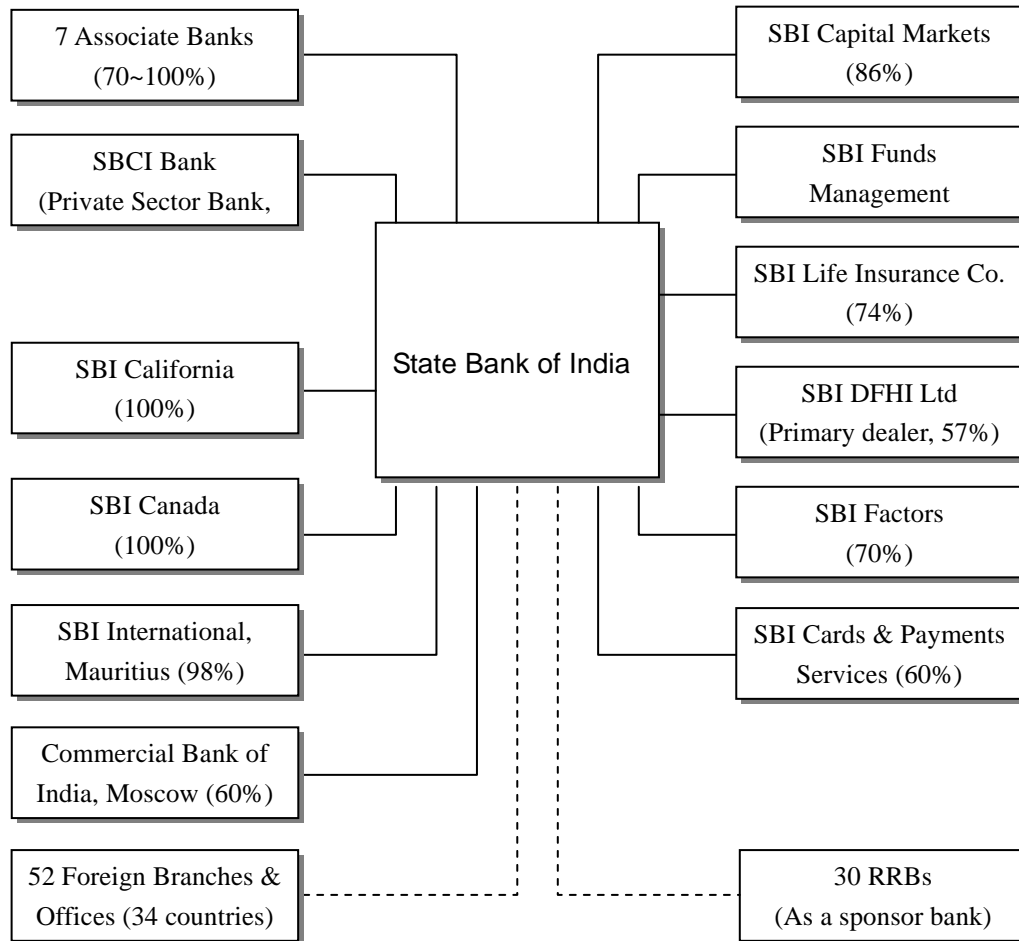 7 Associate Banks
(70~100%)
SBCI Bank
(Private Sector Bank,
SBI California
(100%)
SBI Canada
(100%)
SBI International,
Mauritius (98%)
Commercial Bank of
India, Moscow (60%)
52 Foreign Branches &
Offices (34 countries)
State Bank of India
SBI Capital Markets
(86%)
SBI Funds
Management
SBI Life Insurance Co.
(74%)
SBI DFHI Ltd
(Primary dealer, 57%)
SBI Factors
(70%)
SBI Cards & Payments
Services (60%)
30 RRBs
(As a sponsor bank)